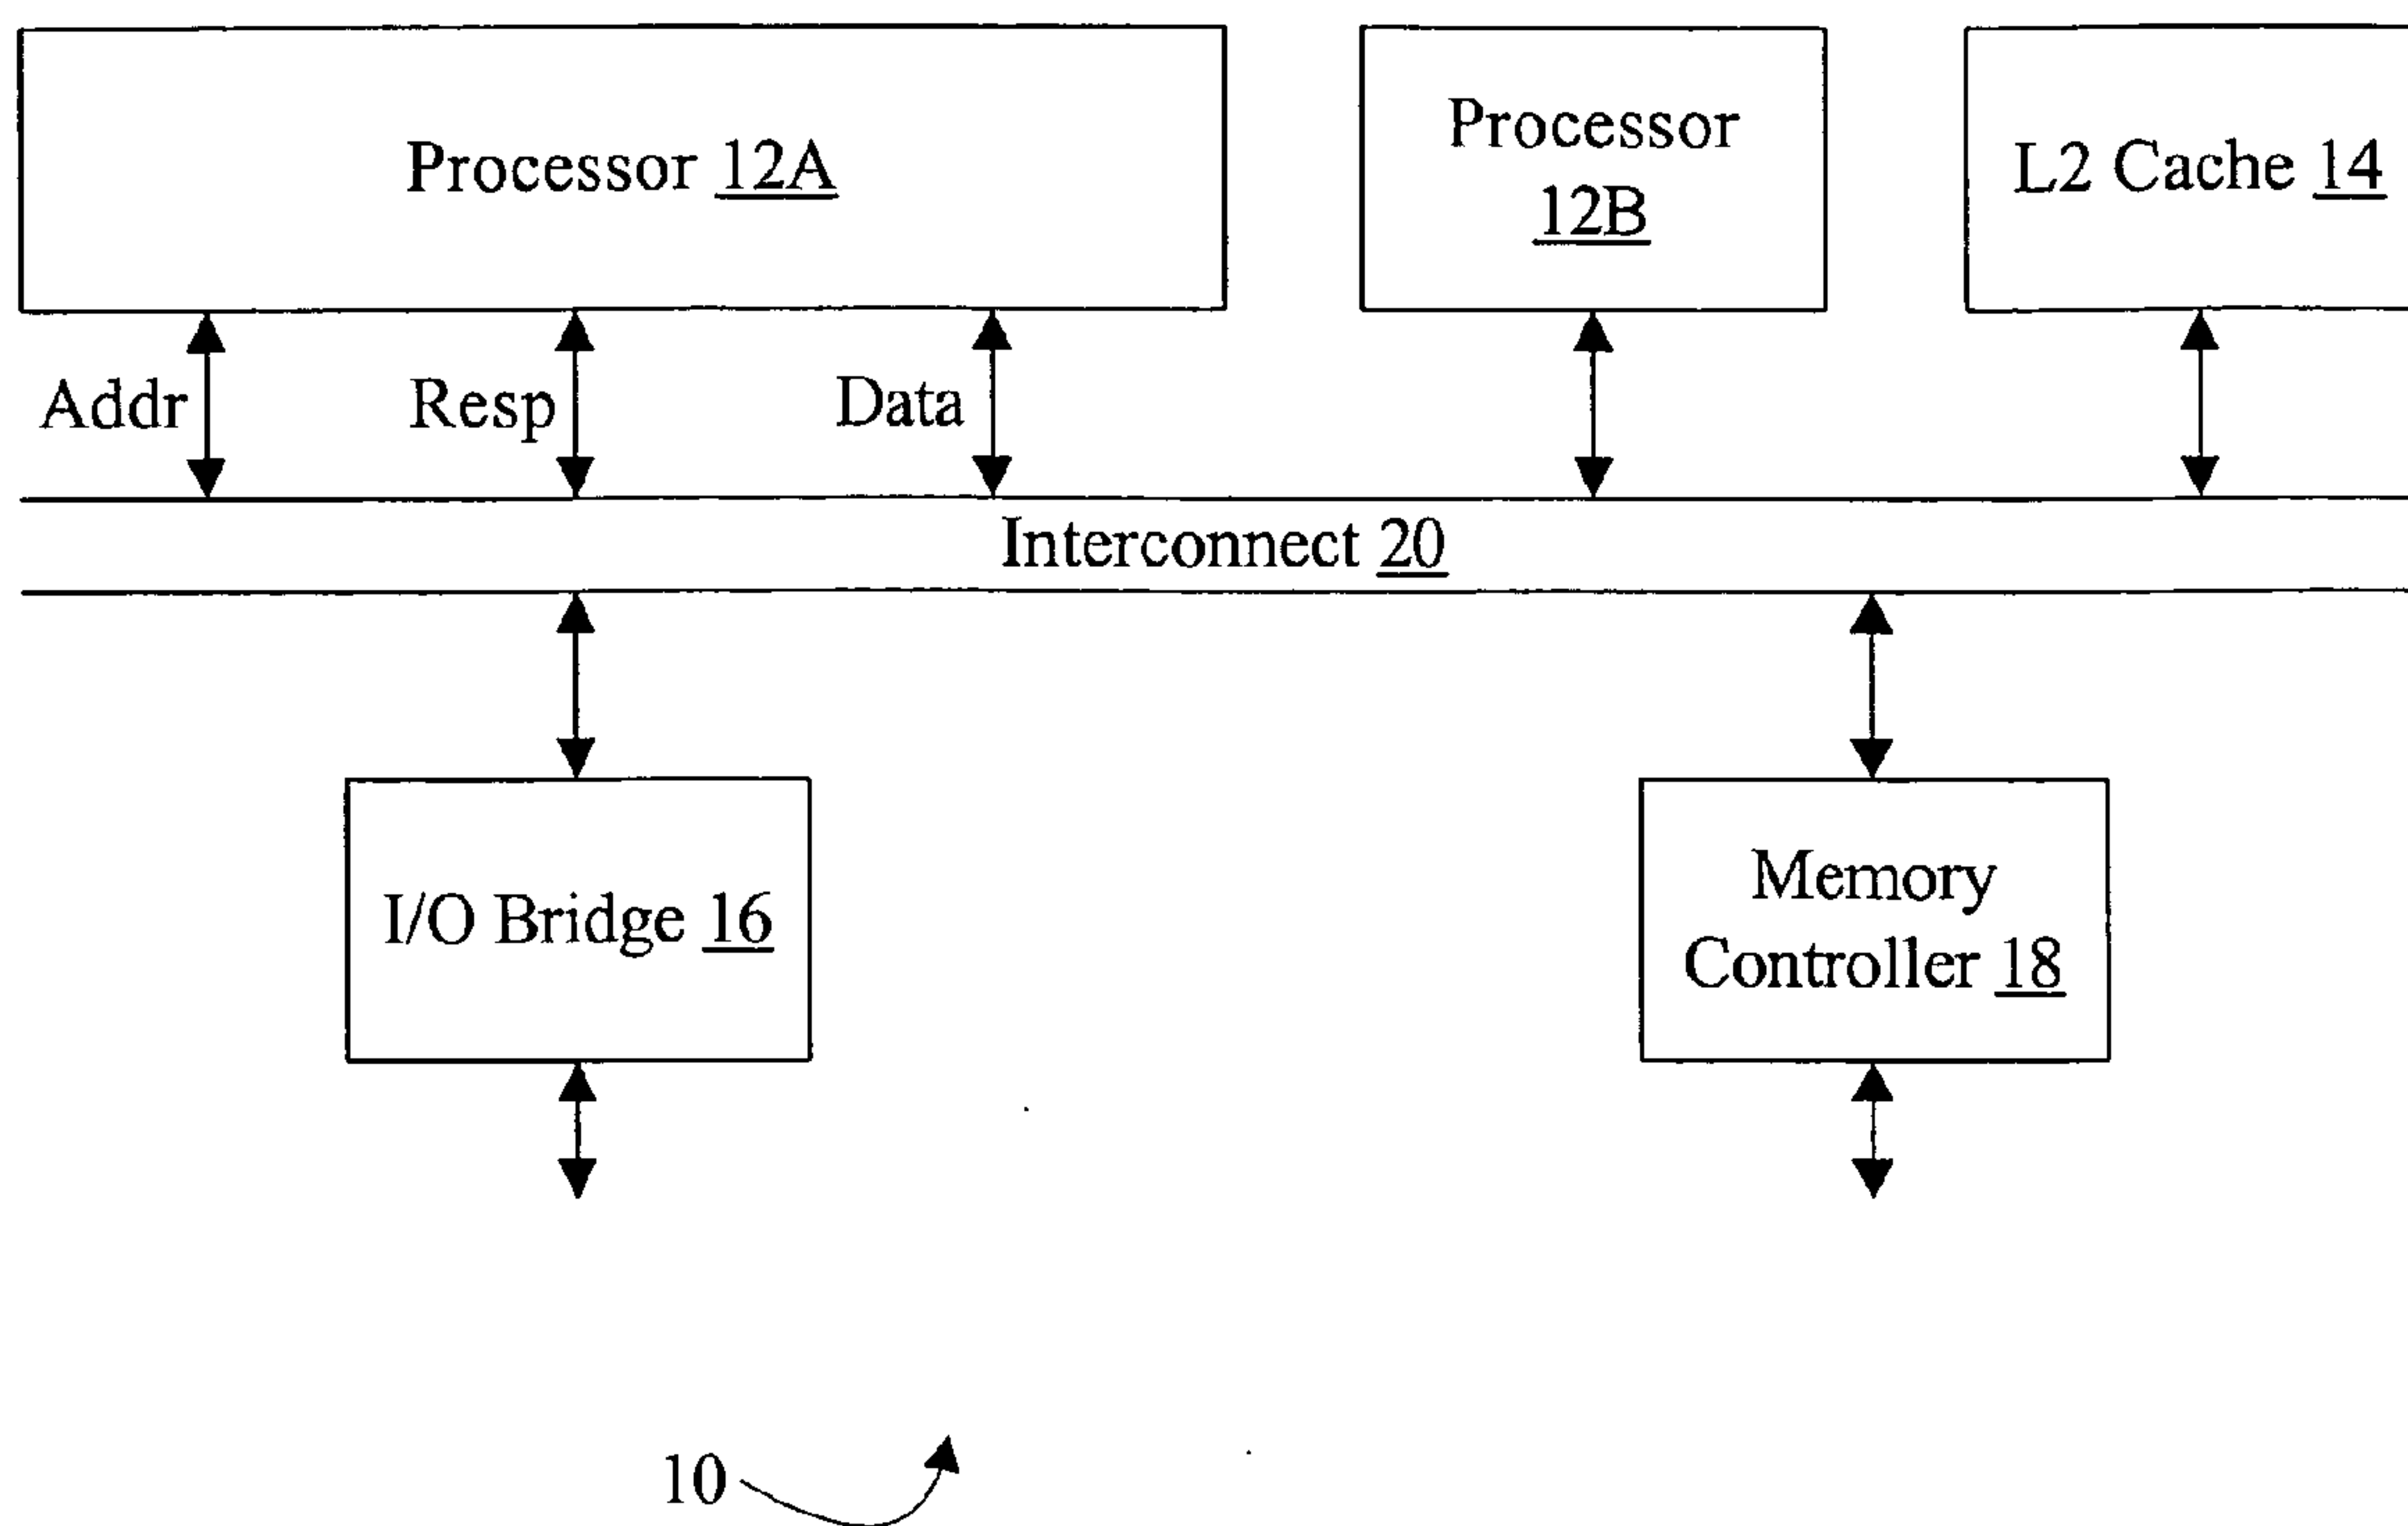 Processor 12A
Processor
12B
L2 Cache 14
Addr
Resp
Data
Interconnect 20
I/O Bridge 16
Memory
Controller 18
10